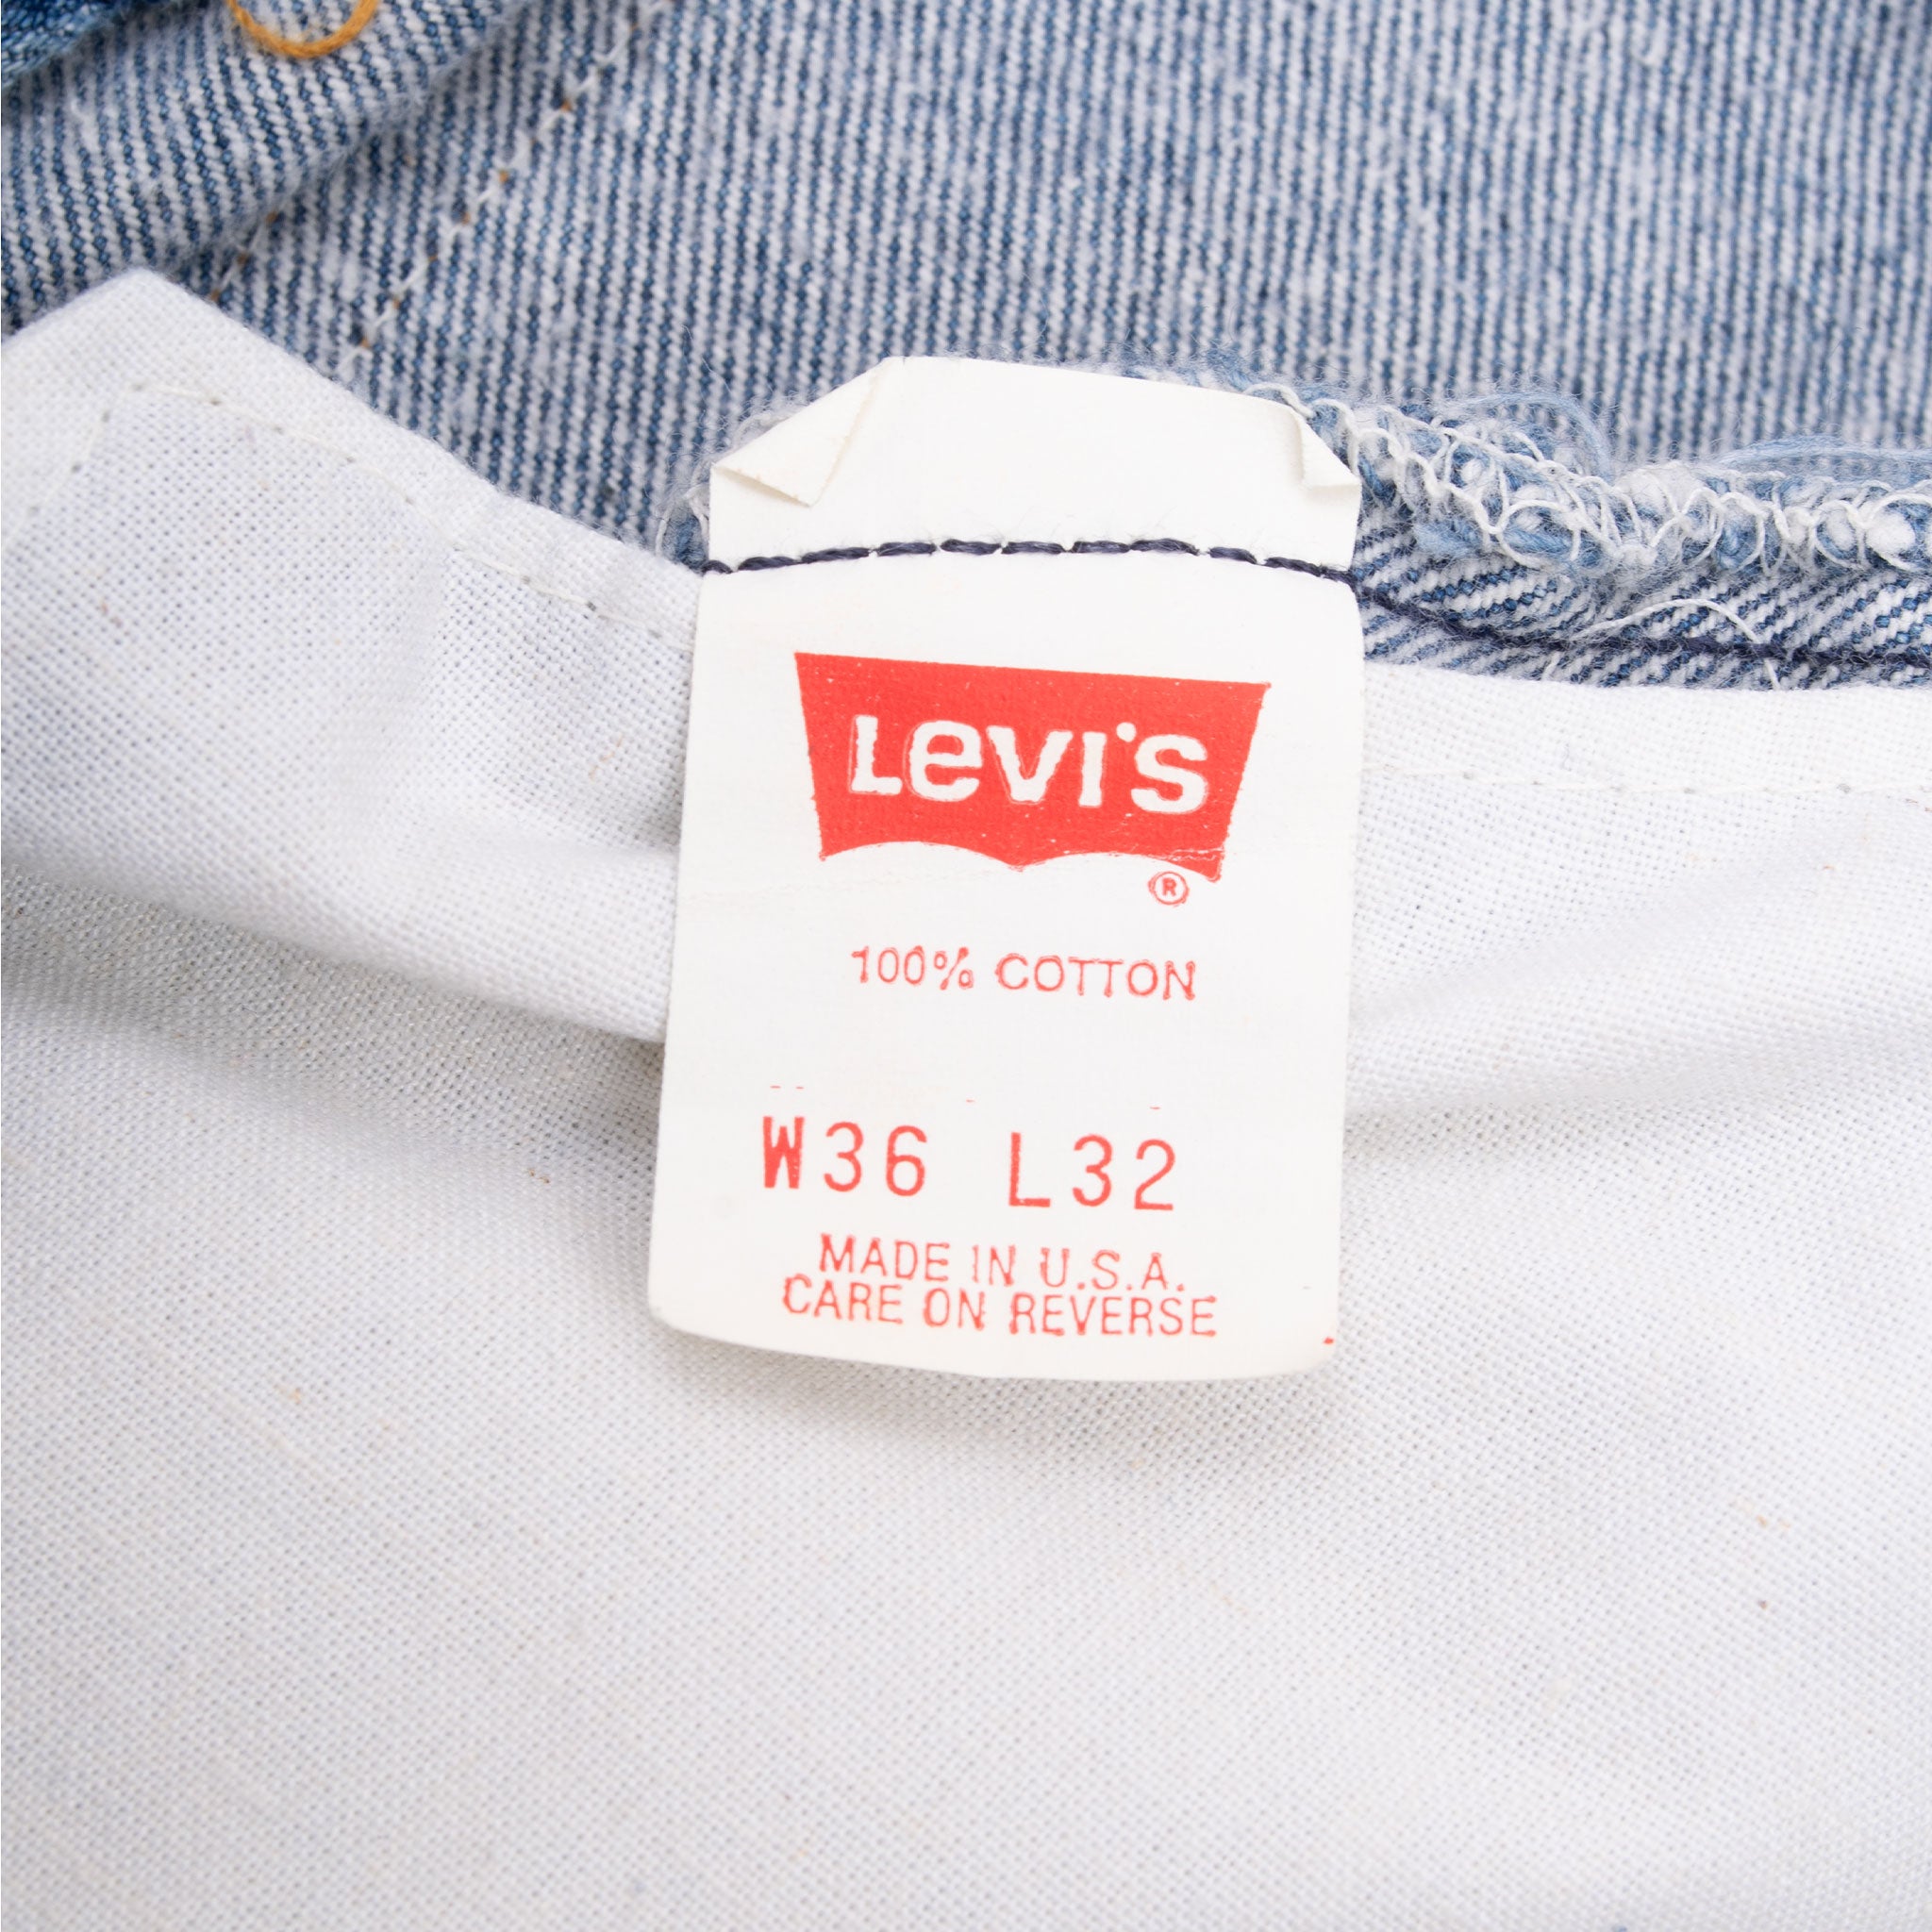 Levi's
®
100% COTTON
W36 L32
MADE IN U.S.A.
CARE ON REVERSE